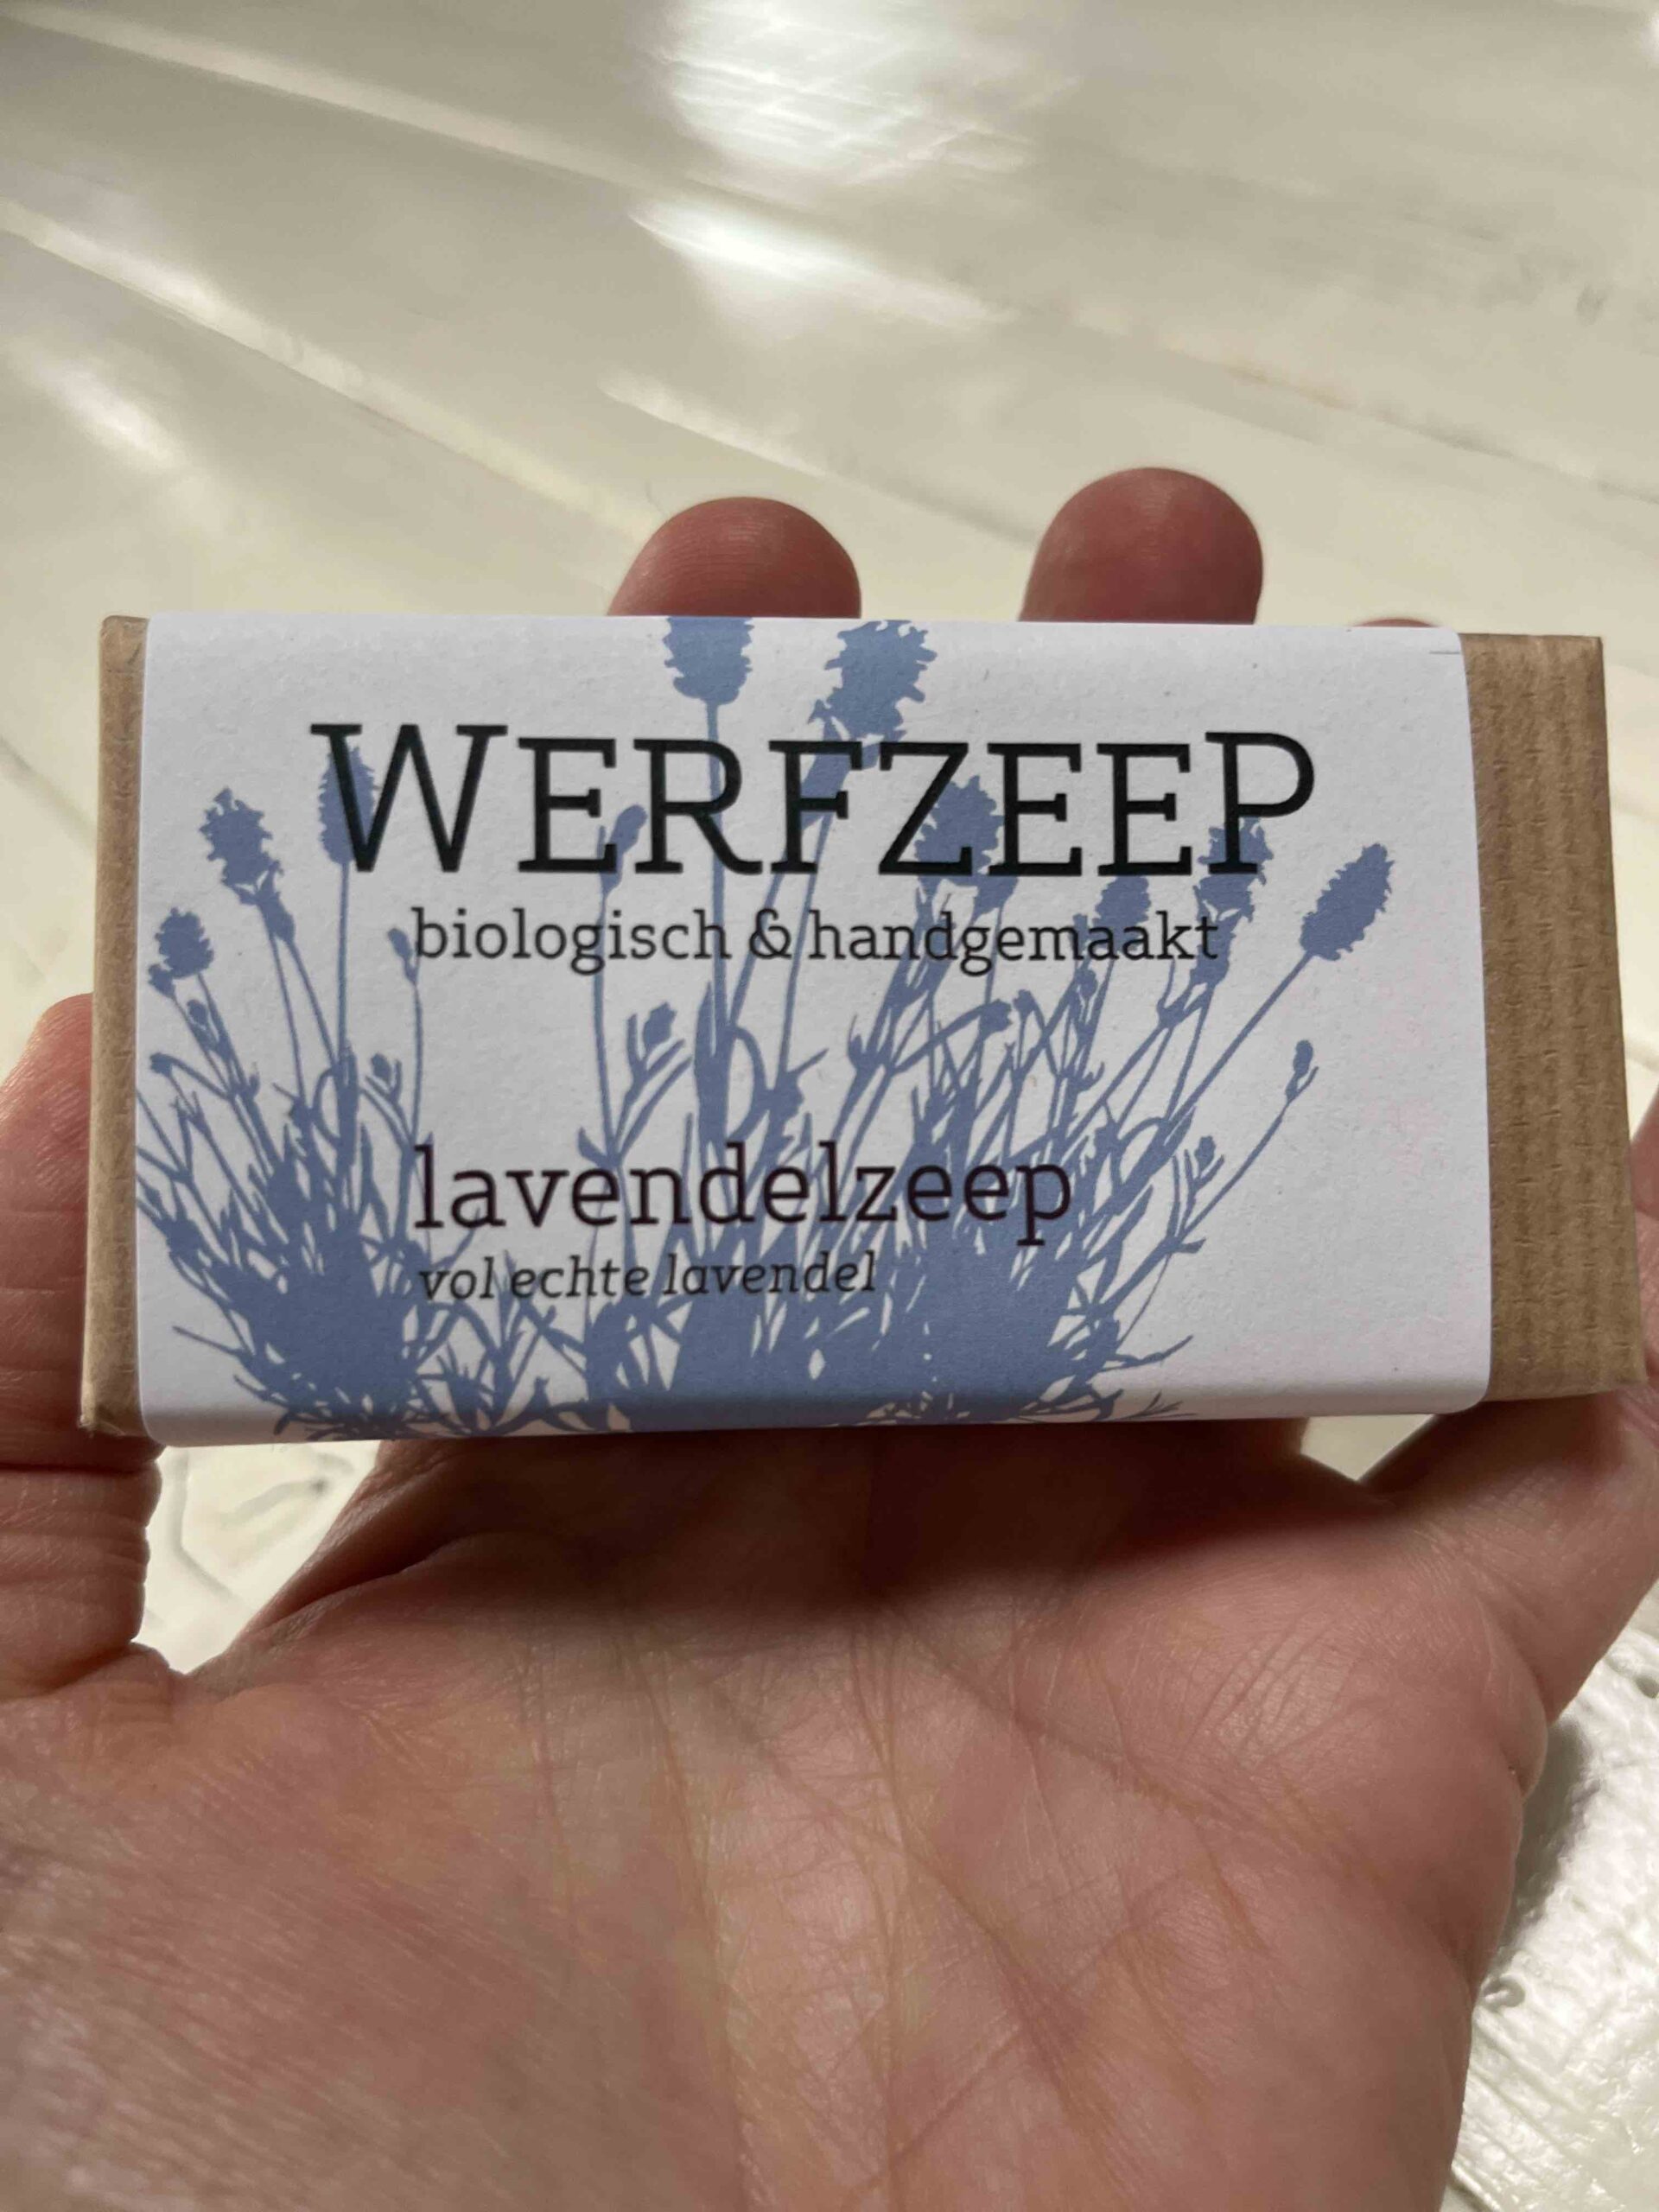 WERFZEEP
biologisch & handgemaakt
lavendelzeep
vol echte lavendel